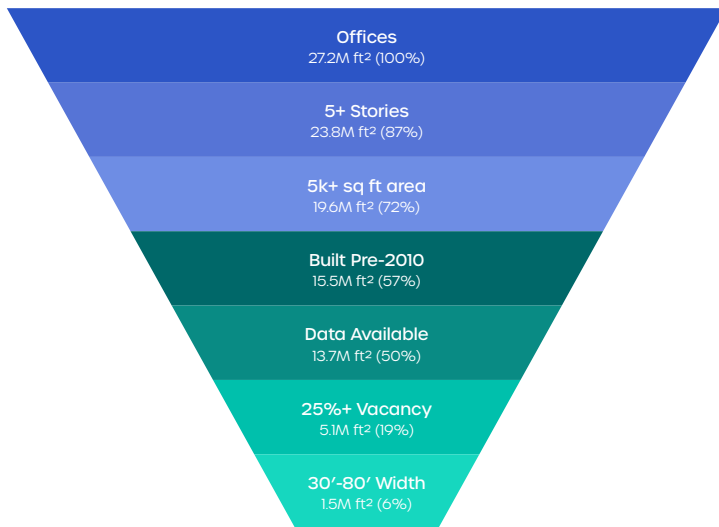 Offices
27.2M ft² (100%)
5+ Stories
23.8M ft² (87%)
5k+ sq ft area
19.6M ft² (72%)
Built Pre-2010
15.5M ft² (57%)
Data Available
13.7M ft² (50%)
25%+ Vacancy
5.1M ft² (19%)
30’-80’ Width
1.5M ft² (6%)